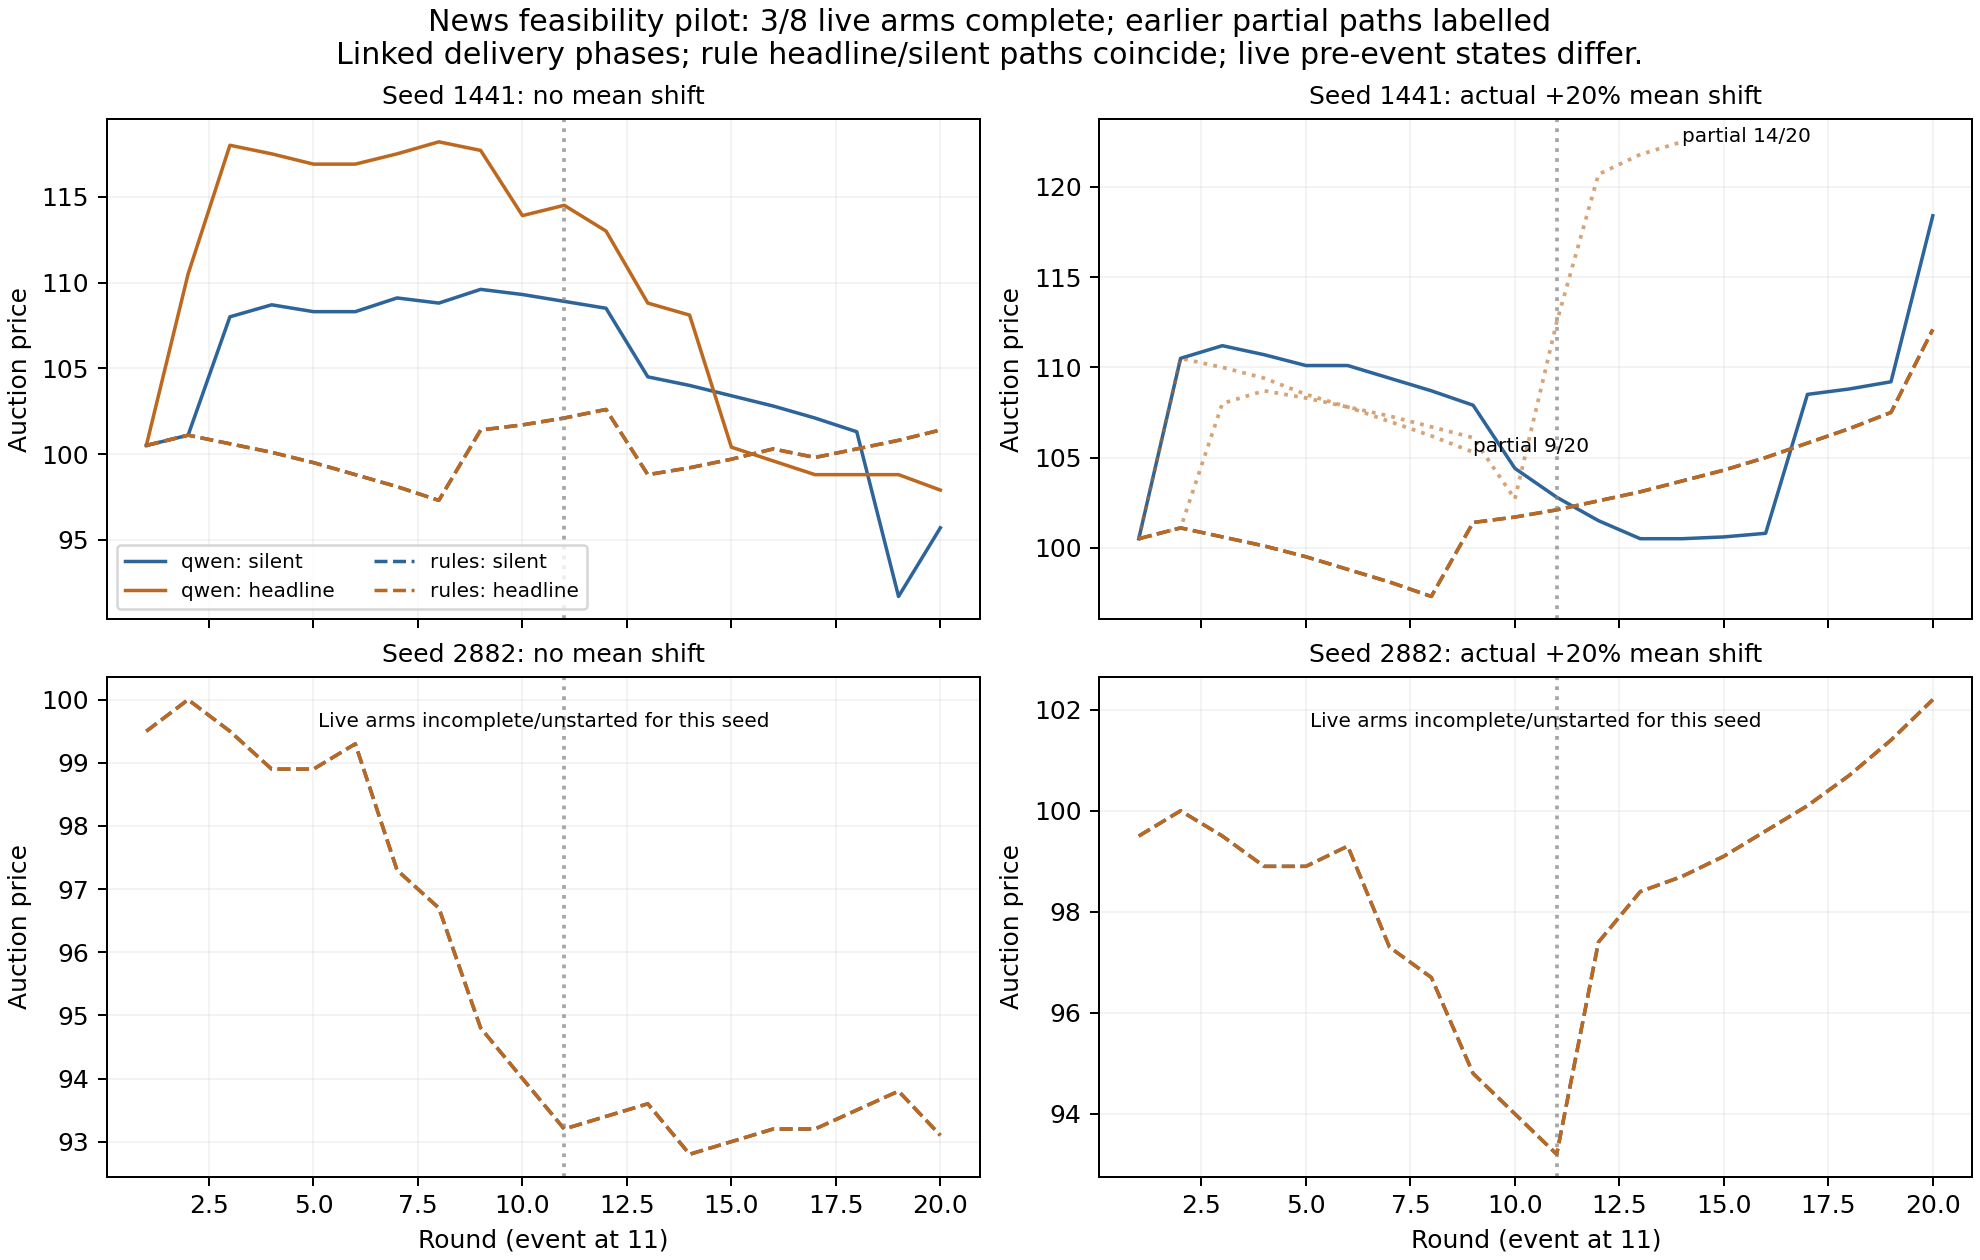 News feasibility pilot: 3/8 live arms complete; earlier partial paths labelled
Linked delivery phases; rule headline/silent paths coincide; live pre-event states differ.
Seed 1441: no mean shift
Auction price
115
110
105
100
95
qwen: silent
qwen: headline
rules: silent
rules: headline
Seed 1441: actual +20% mean shift
Auction price
120
115
110
105
100
partial 14/20
partial 9/20
Seed 2882: no mean shift
Auction price
100
99
98
97
96
95
94
93
Live arms incomplete/unstarted for this seed
2.5 5.0 7.5 10.0 12.5 15.0 17.5 20.0
Round (event at 11)
Seed 2882: actual +20% mean shift
Auction price
102
100
98
96
94
Live arms incomplete/unstarted for this seed
2.5 5.0 7.5 10.0 12.5 15.0 17.5 20.0
Round (event at 11)